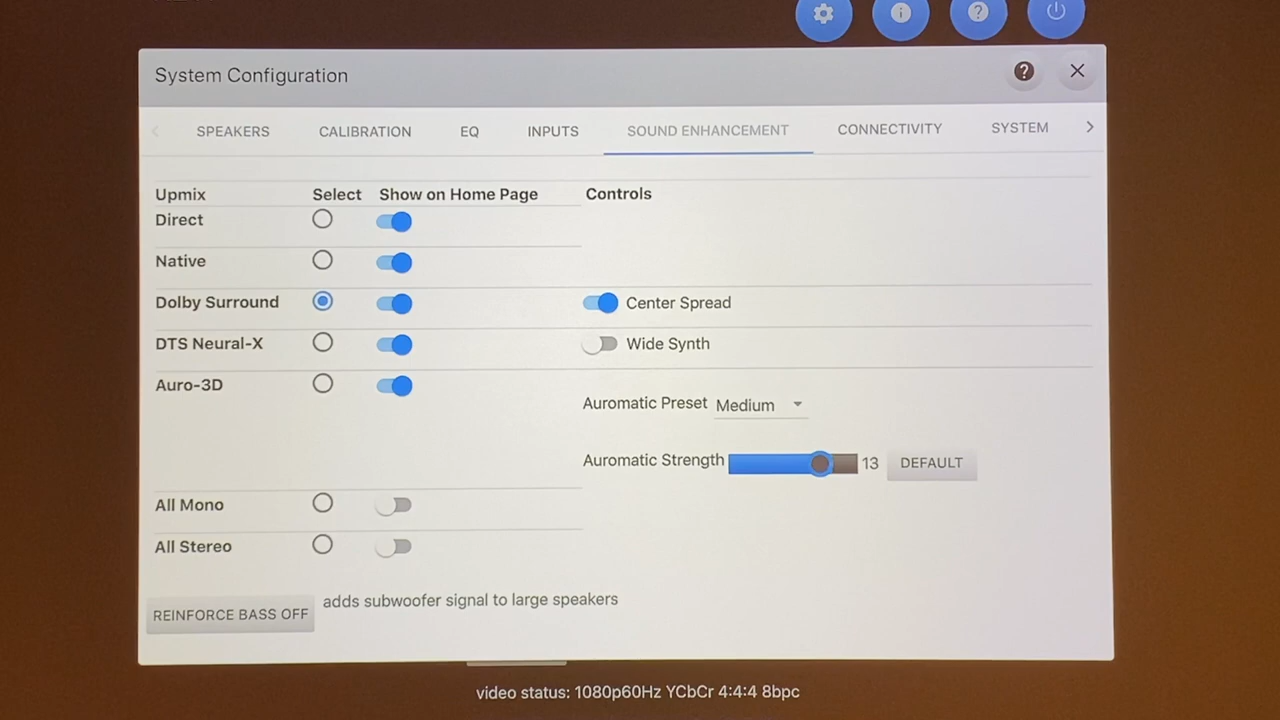 System Configuration
SPEAKERS CALIBRATION EQ INPUTS SOUND ENHANCEMENT CONNECTIVITY SYSTEM
Upmix Select Show on Home Page Controls
Direct
Native
Dolby Surround Center Spread
DTS Neural-X Wide Synth
Auro-3D
Auromatic Preset Medium
Auromatic Strength 13 DEFAULT
All Mono
All Stereo
REINFORCE BASS OFF adds subwoofer signal to large speakers
video status: 1080p60Hz YCbCr 4:4:4 8bpc